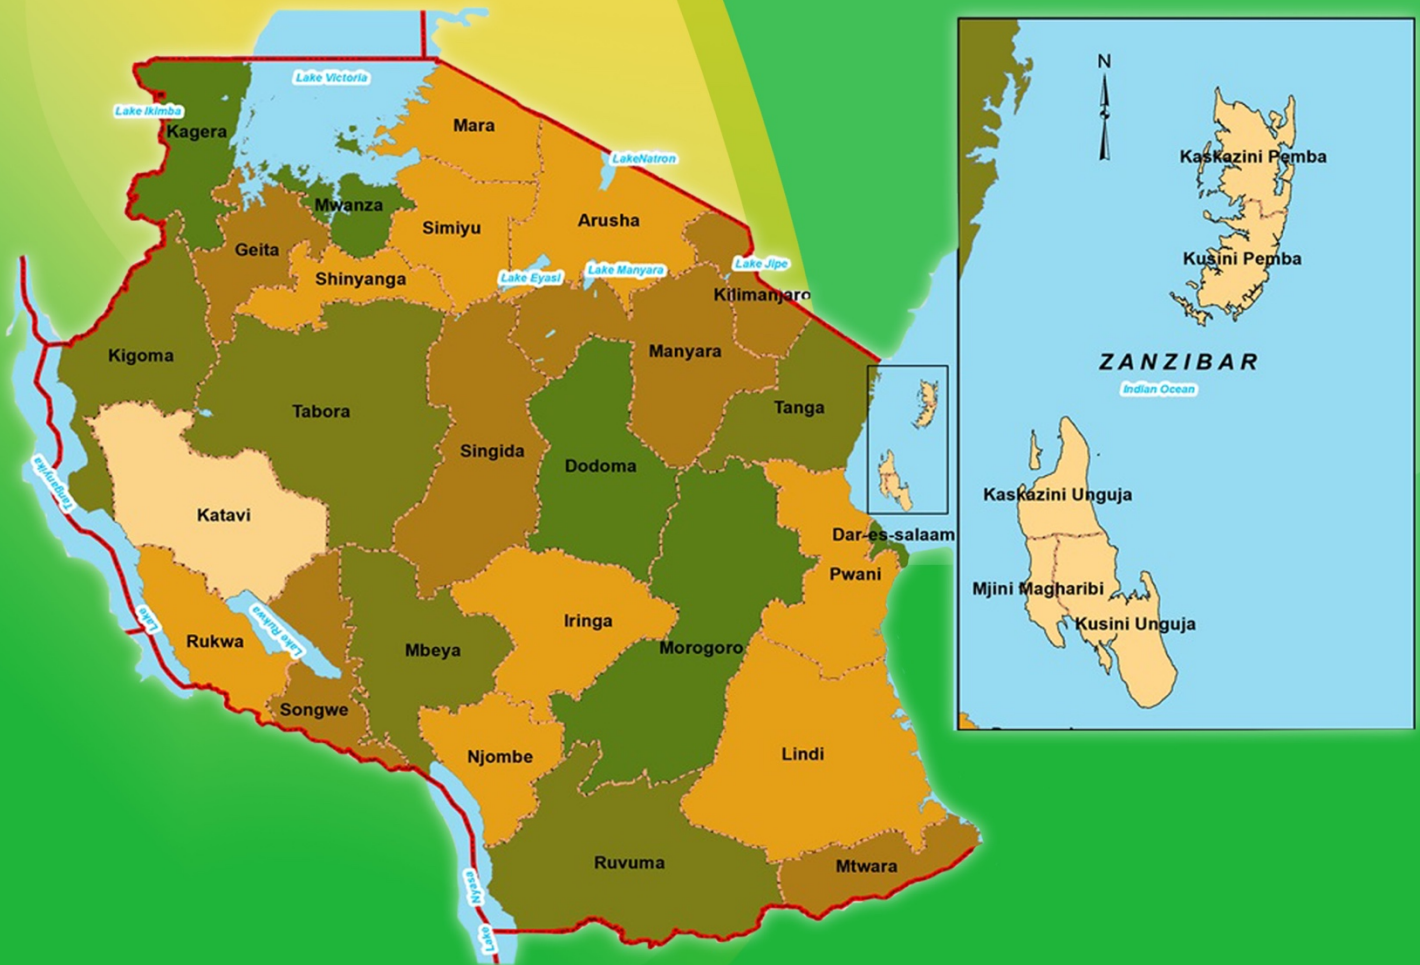 Lake Victoria
Lake Ikimba
Kagera
Mara
LakeNatron
Mwanza
Simiyu
Arusha
Geita
Shinyanga
Lake Eyasi
Lake Manyara
Lake Jipe
Kilimanjaro
Kigoma
Manyara
Tabora
Tanga
Singida
Dodoma
Tanganyika
Katavi
Dar-es-salaam
Pwani
Lake
Rukwa
Lake Rukwa
Iringa
Mbeya
Morogoro
Songwe
Njombe
Lindi
Ruvuma
Mtwara
Nyasa
Lake
N
Kaskazini Pemba
Kusini Pemba
ZANZIBAR
Indian Ocean
Kaskazini Unguja
Mjini Magharibi
Kusini Unguja